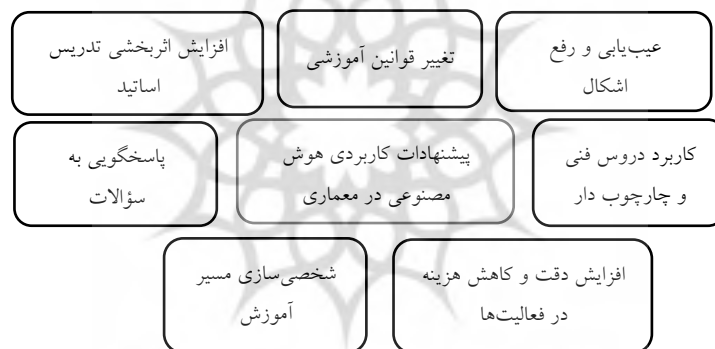 عیب‌یابی و رفع
اشکال
تغییر قوانین آموزشی
افزایش اثربخشی تدریس
اساتید
کاربرد دروس فنی
و چارچوب دار
پیشنهادات کاربردی هوش
مصنوعی در معماری
پاسخگویی به
سؤالات
افزایش دقت و کاهش هزینه
در فعالیت‌ها
شخصی‌سازی مسیر
آموزش